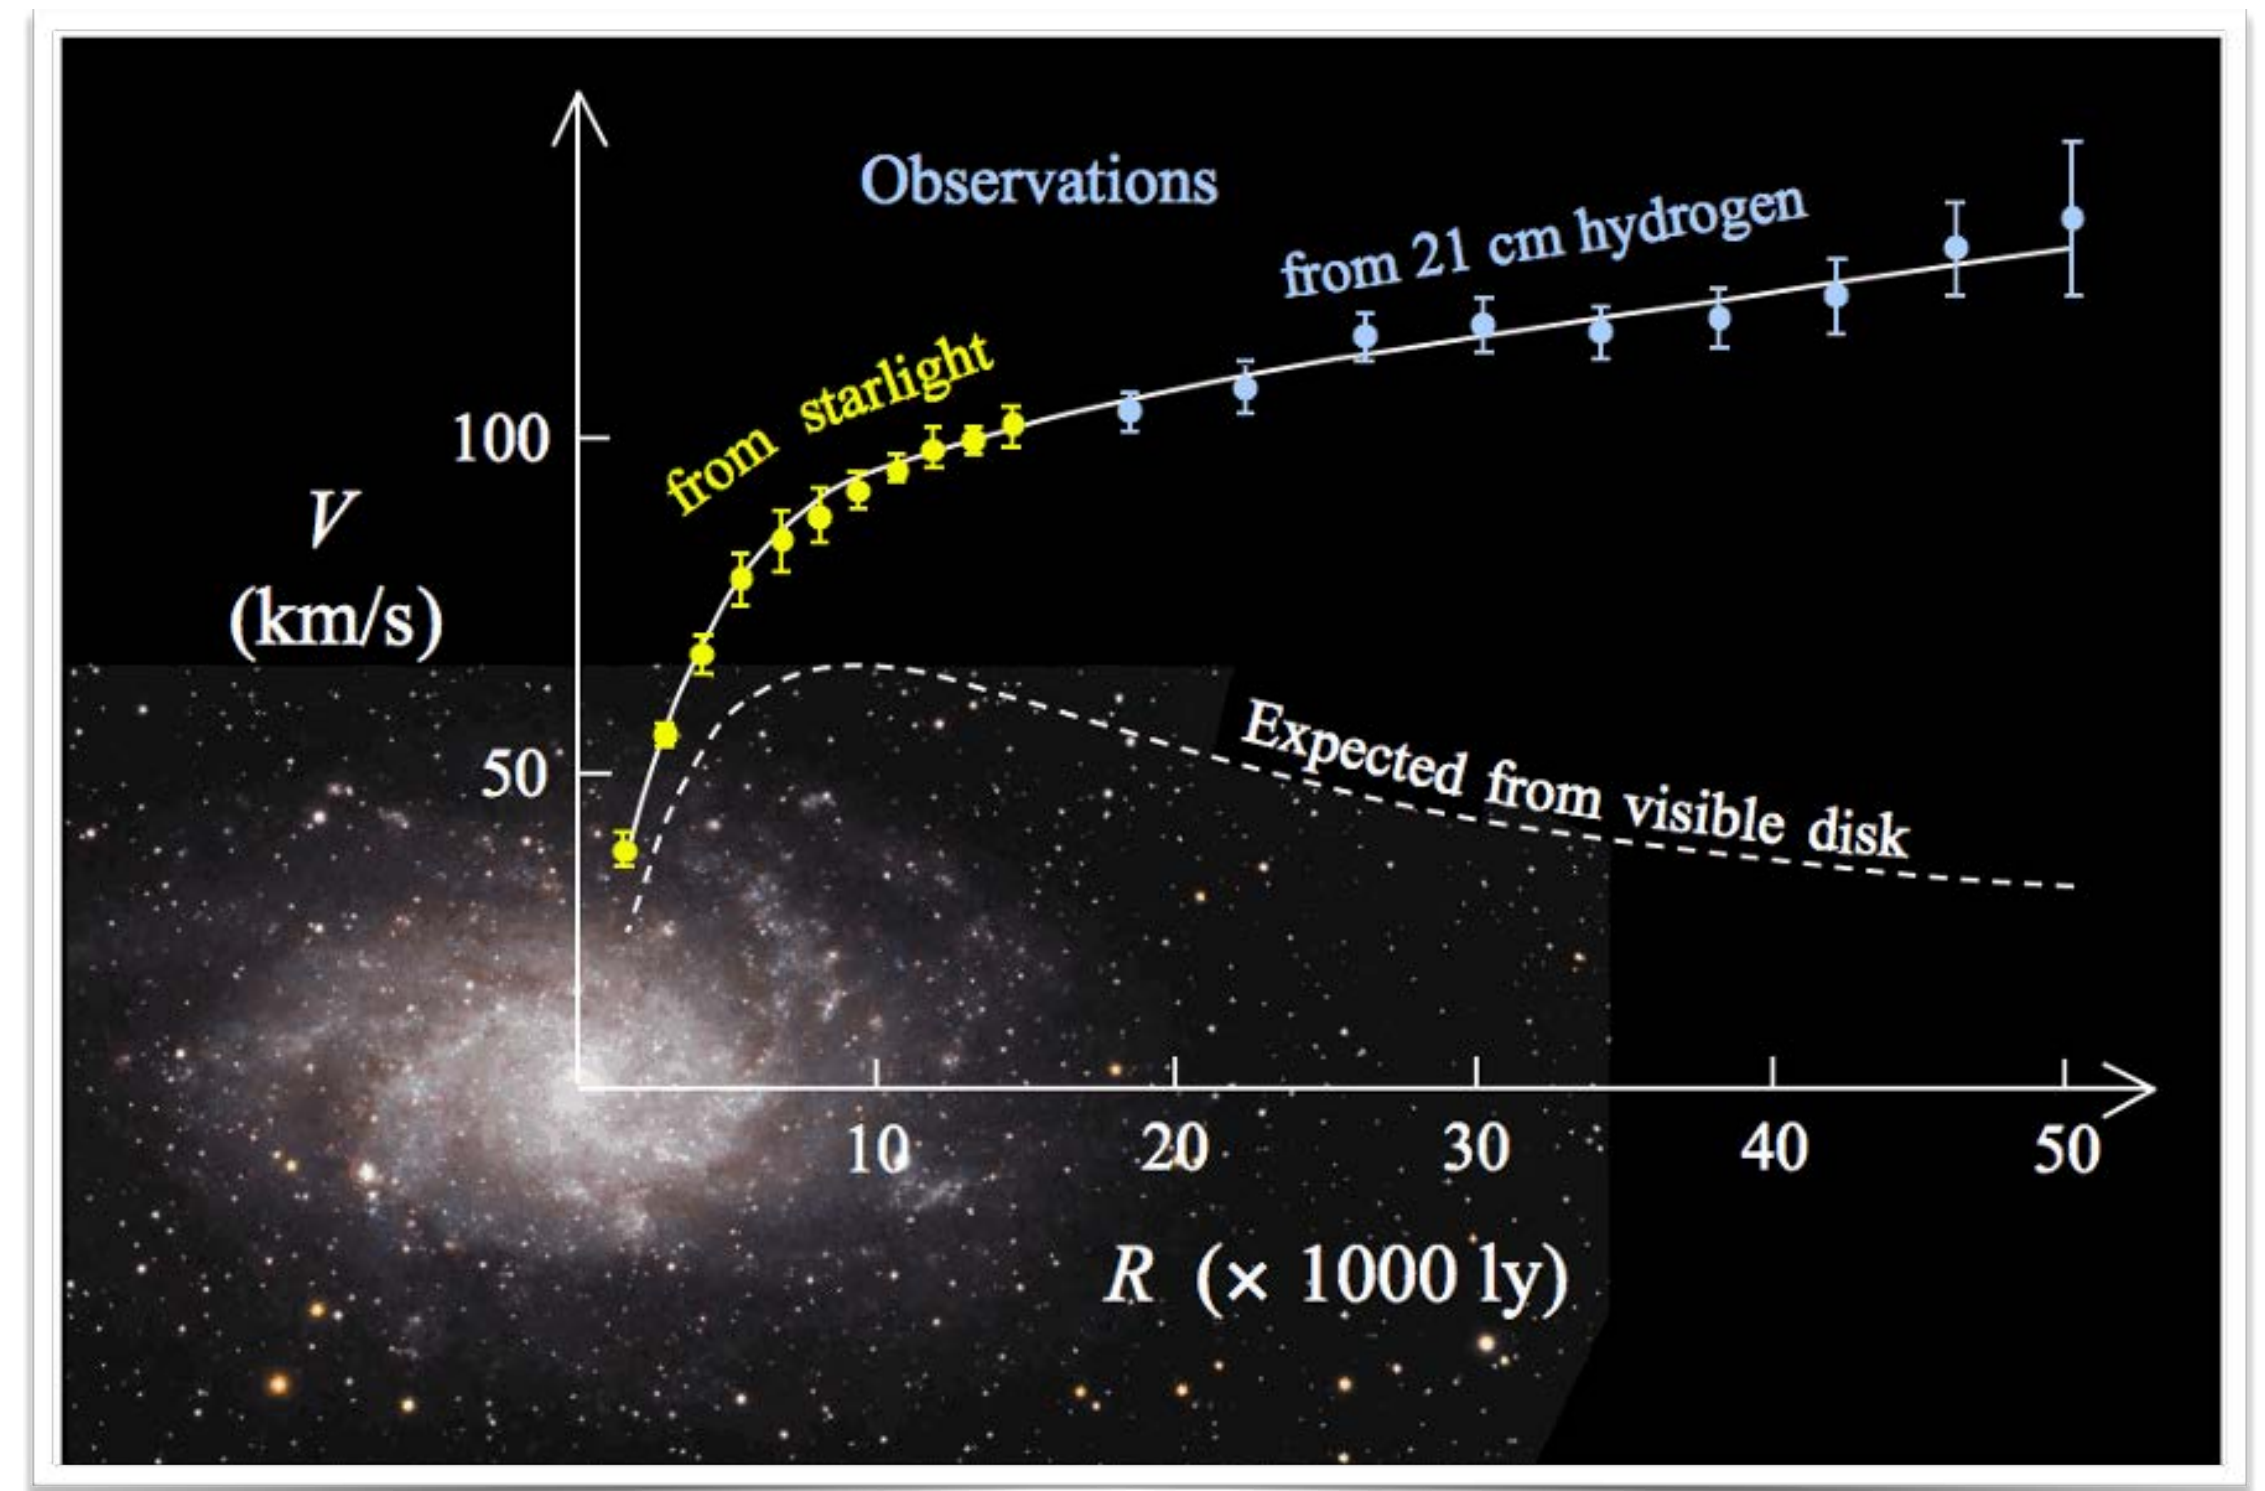 Observations
from 21 cm hydrogen
from starlight
100
V
(km/s)
50
Expected from visible disk
10 20 30 40 50
R (× 1000 ly)